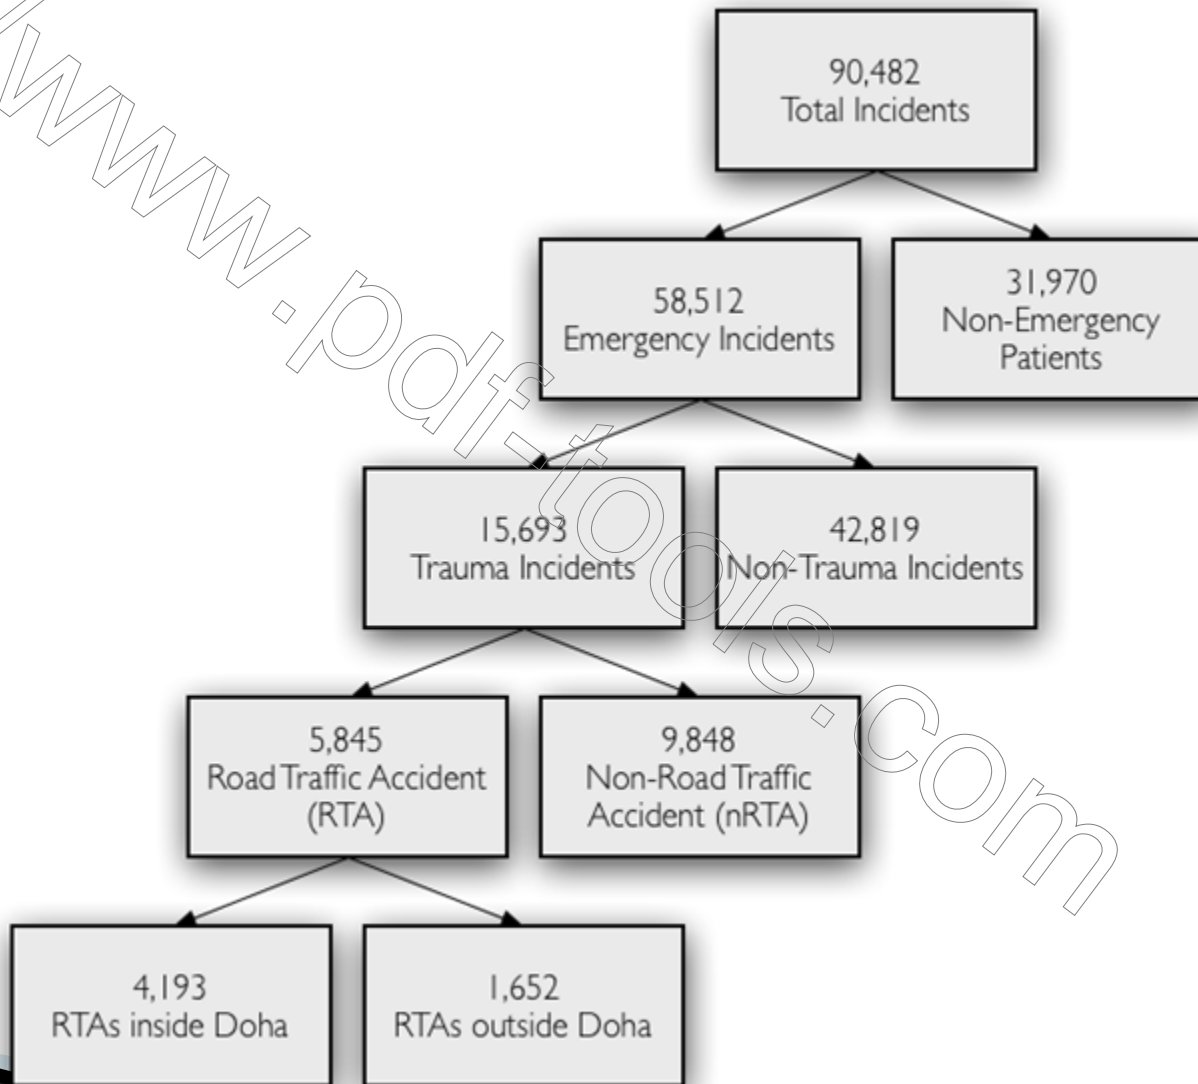 90,482
Total Incidents
58,512
Emergency Incidents
31,970
Non-Emergency
Patients
15,693
Trauma Incidents
42,819
Non-Trauma Incidents
5,845
Road Traffic Accident
(RTA)
9,848
Non-Road Traffic
Accident (nRTA)
4,193
RTAs inside Doha
1,652
RTAs outside Doha
www.pdf-tools.com